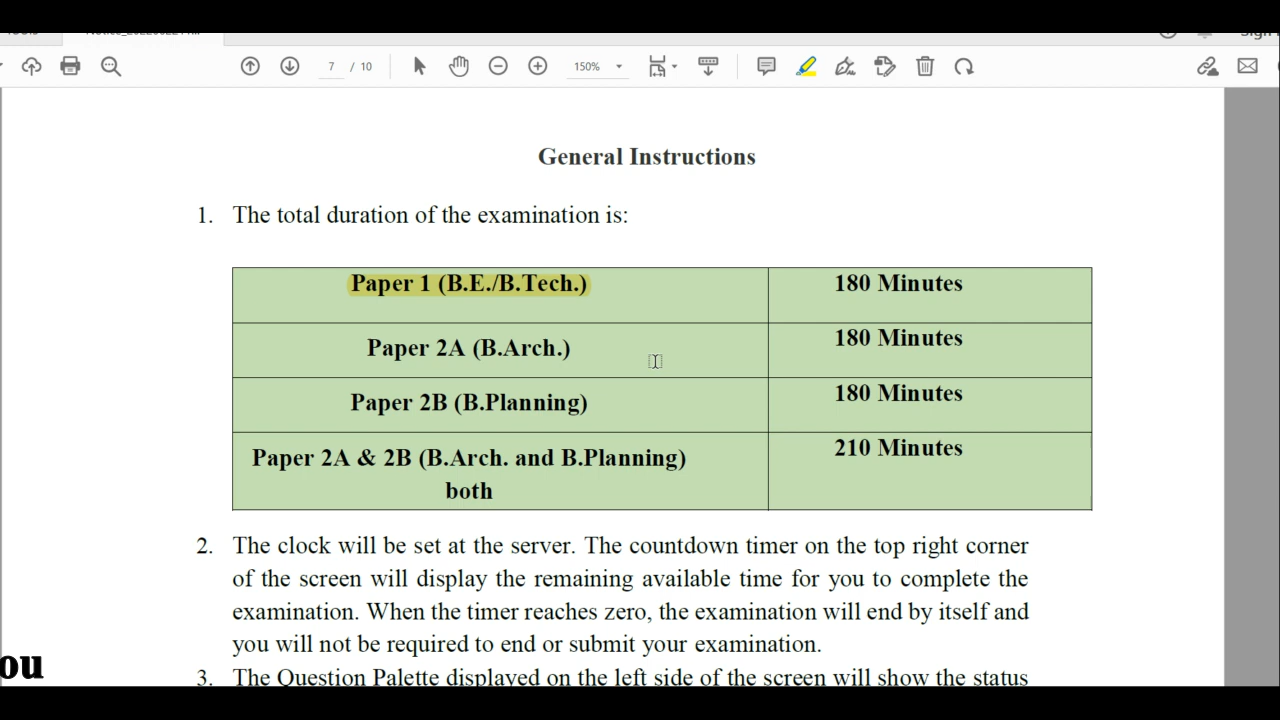 7 / 10
150%
General Instructions
1. The total duration of the examination is:
Paper 1 (B.E./B.Tech.) 180 Minutes
Paper 2A (B.Arch.) 180 Minutes
Paper 2B (B.Planning) 180 Minutes
Paper 2A & 2B (B.Arch. and B.Planning) 210 Minutes
both
2. The clock will be set at the server. The countdown timer on the top right corner
of the screen will display the remaining available time for you to complete the
examination. When the timer reaches zero, the examination will end by itself and
you will not be required to end or submit your examination.
ou
3. The Question Palette displayed on the left side of the screen will show the status